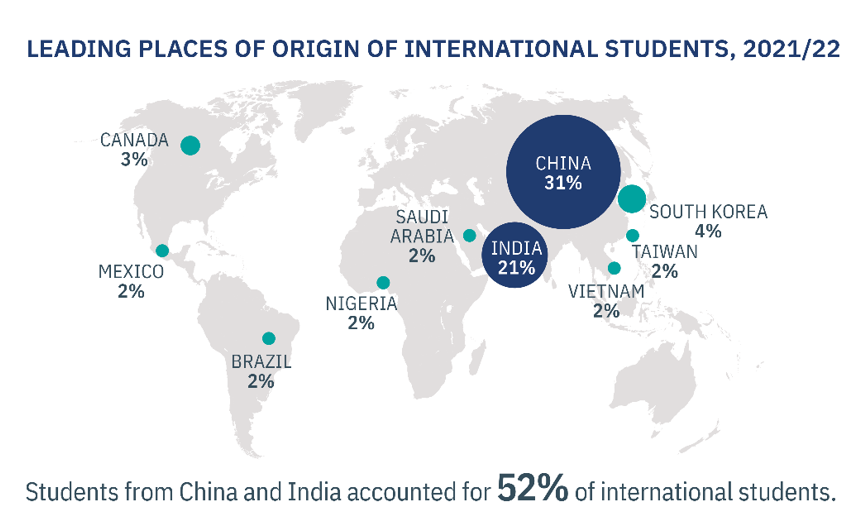 LEADING PLACES OF ORIGIN OF INTERNATIONAL STUDENTS, 2021/22
CANADA
3%
CHINA
31%
SOUTH KOREA
4%
SAUDI
ARABIA
2%
INDIA
21%
TAIWAN
2%
MEXICO
2%
VIETNAM
2%
NIGERIA
2%
BRAZIL
2%
Students from China and India accounted for 52% of international students.